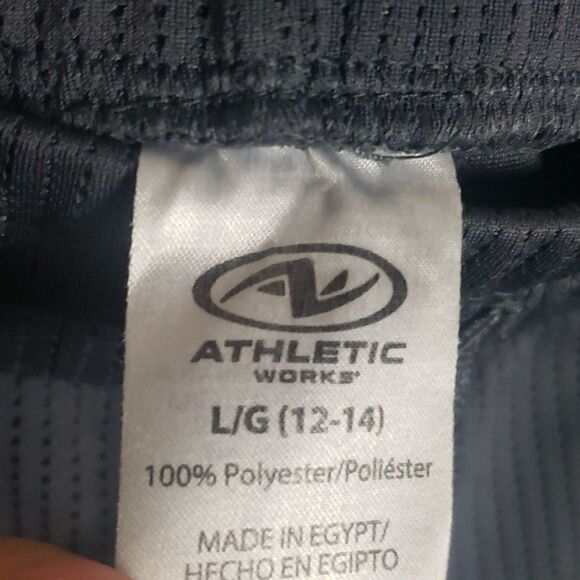 ATHLETIC
WORKS
L/G (12-14)
100% Polyester/Poliéster
MADE IN EGYPT/
HECHO EN EGIPTO